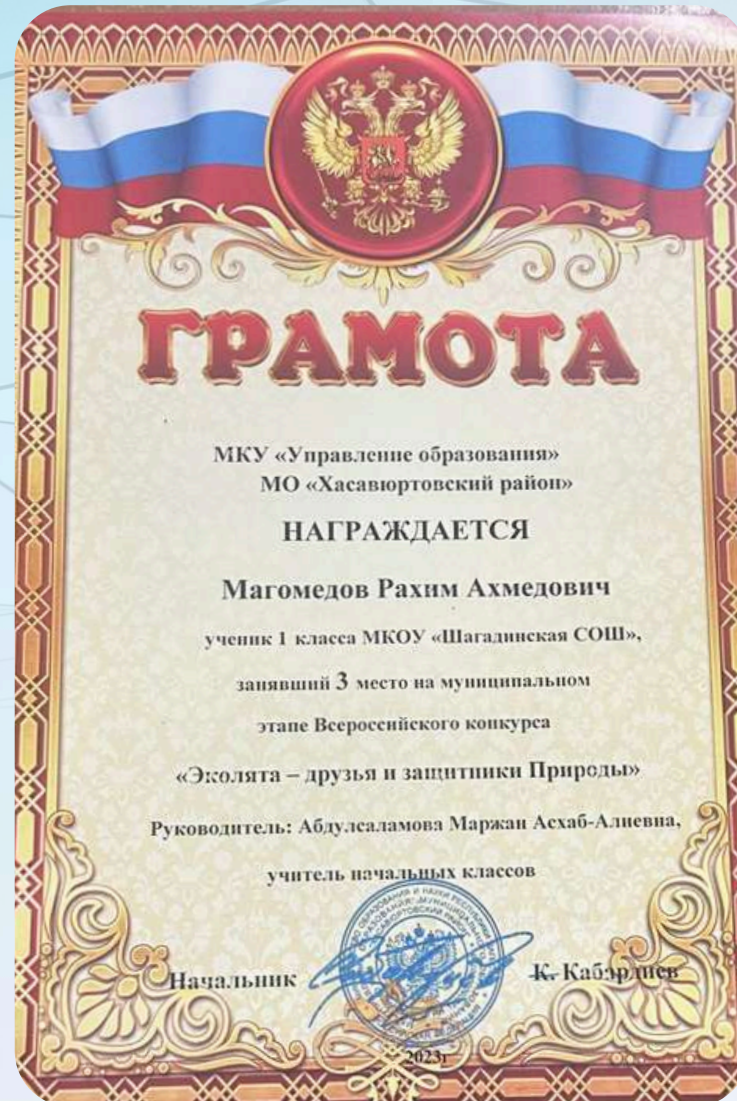 ГРАМОТА
МКУ «Управление образования»
МО «Хасавюртовский район»
НАГРАЖДАЕТСЯ
Магомедов Рахим Ахмедович
ученик 1 класса МКОУ «Шагадинская СОШ»,
занявший 3 место на муниципальном
этапе Всероссийского конкурса
«Эколята – друзья и защитники Природы»
Руководитель: Абдулсаламова Маржан Асхаб-Алиевна,
учитель начальных классов
Начальник К. Кабардиев
2023г